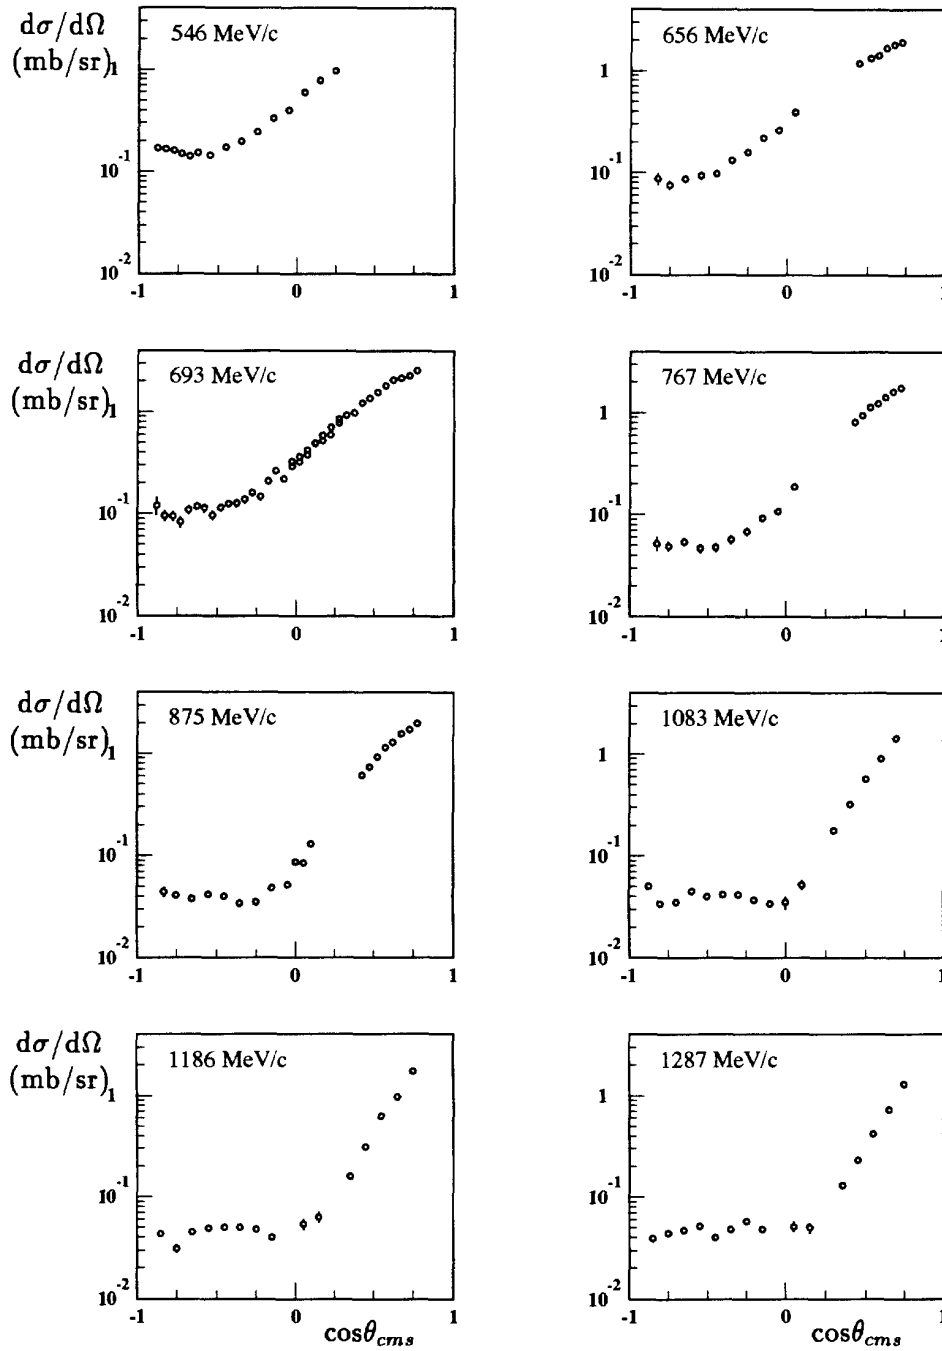 dσ/dΩ
(mb/sr)
546 MeV/c
1
10⁻¹
10⁻²
-1 0 1
656 MeV/c
1
10⁻¹
10⁻²
-1 0 1
dσ/dΩ
(mb/sr)
693 MeV/c
1
10⁻¹
10⁻²
-1 0 1
767 MeV/c
1
10⁻¹
10⁻²
-1 0 1
dσ/dΩ
(mb/sr)
875 MeV/c
1
10⁻¹
10⁻²
-1 0 1
1083 MeV/c
1
10⁻¹
10⁻²
-1 0 1
dσ/dΩ
(mb/sr)
1186 MeV/c
1
10⁻¹
10⁻²
-1 0 1
cosθcms
1287 MeV/c
1
10⁻¹
10⁻²
-1 0 1
cosθcms